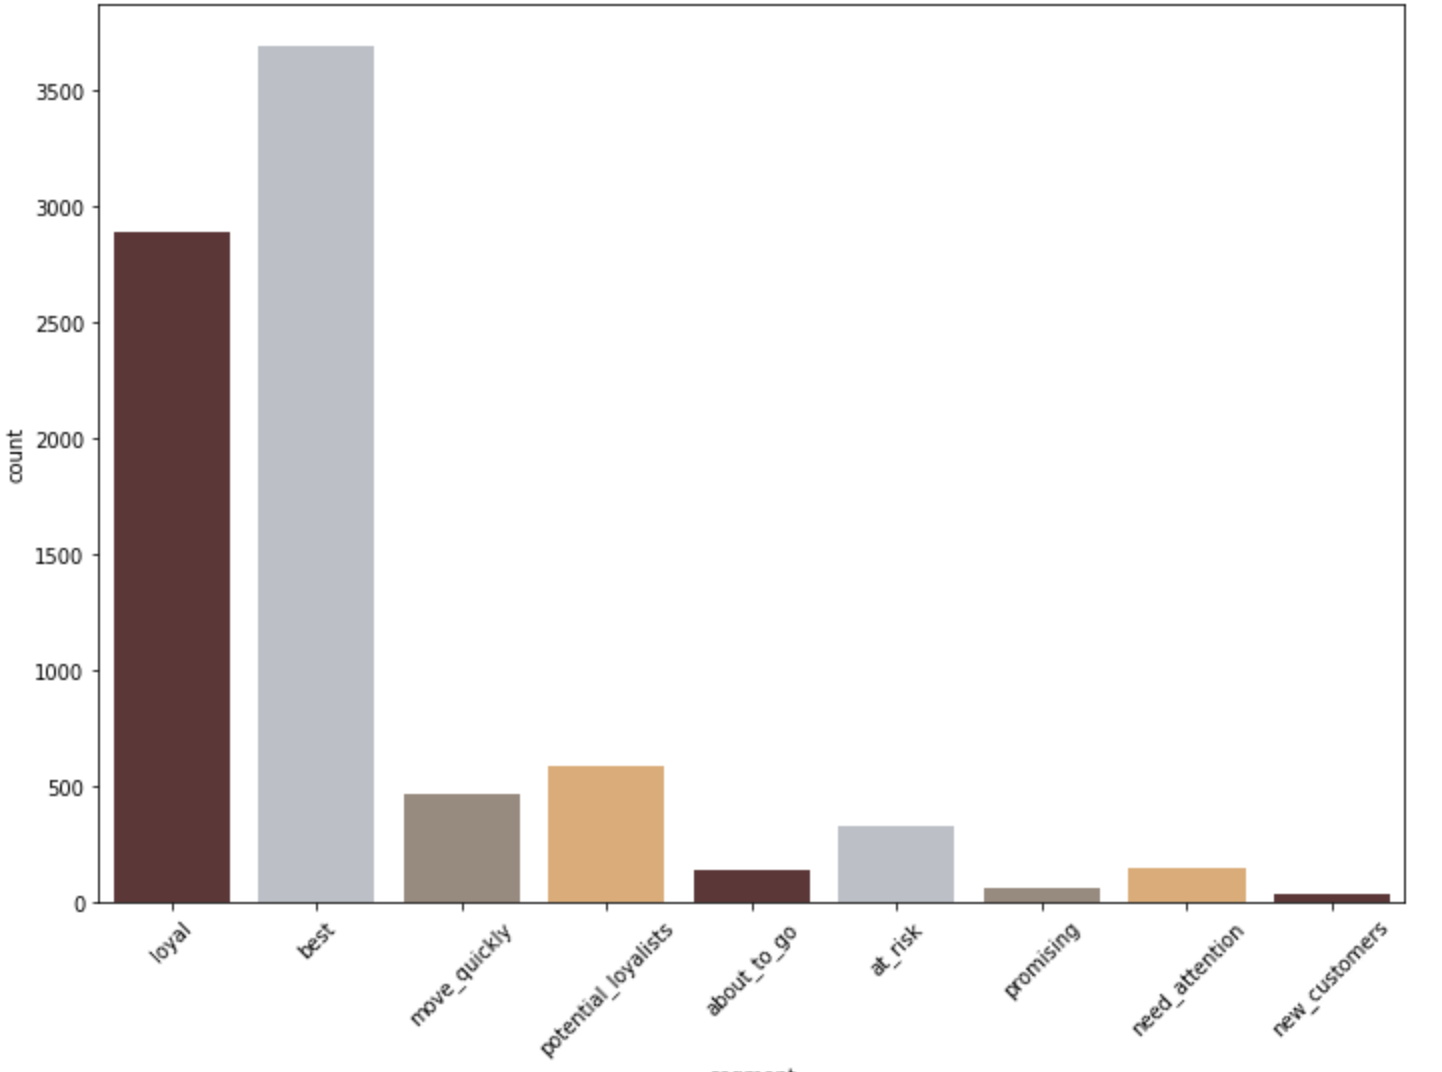 3500
3000
2500
2000
1500
1000
500
0
count
loyal
best
move_quickly
potential_loyalists
about_to_go
at_risk
promising
need_attention
new_customers